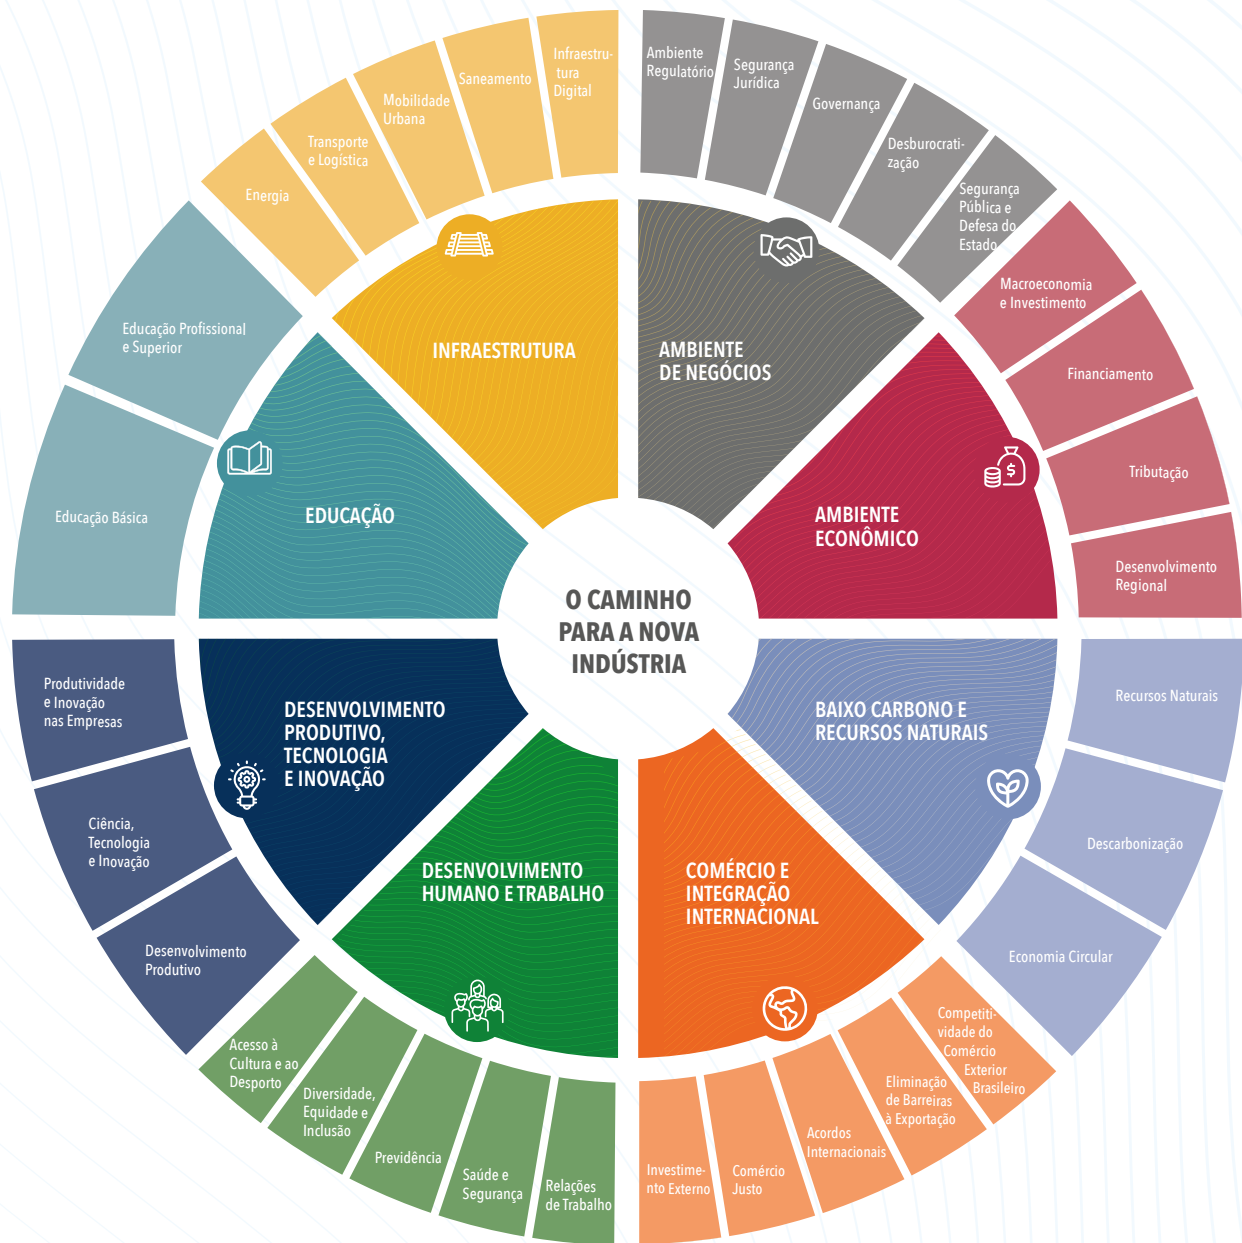 O CAMINHO
PARA A NOVA
INDÚSTRIA
AMBIENTE
DE NEGÓCIOS
Ambiente
Regulatório
Segurança
Jurídica
Governança
Desburocrati-
zação
Segurança
Pública e
Defesa do
Estado
AMBIENTE
ECONÔMICO
Macroeconomia
e Investimento
Financiamento
Tributação
Desenvolvimento
Regional
BAIXO CARBONO E
RECURSOS NATURAIS
Recursos Naturais
Descarbonização
Economia Circular
COMÉRCIO E
INTEGRAÇÃO
INTERNACIONAL
Competiti-
vidade do
Comércio
Exterior
Brasileiro
Eliminação
de Barreiras
à Exportação
Acordos
Internacionais
Comércio
Justo
Investime-
nto Externo
DESENVOLVIMENTO
HUMANO E TRABALHO
Relações
de Trabalho
Saúde e
Segurança
Previdência
Diversidade,
Equidade e
Inclusão
Acesso à
Cultura e ao
Desporto
DESENVOLVIMENTO
PRODUTIVO,
TECNOLOGIA
E INOVAÇÃO
Desenvolvimento
Produtivo
Ciência,
Tecnologia
e Inovação
Produtividade
e Inovação
nas Empresas
EDUCAÇÃO
Educação Básica
Educação Profissional
e Superior
INFRAESTRUTURA
Energia
Transporte
e Logística
Mobilidade
Urbana
Saneamento
Infraestru-
tura
Digital
$